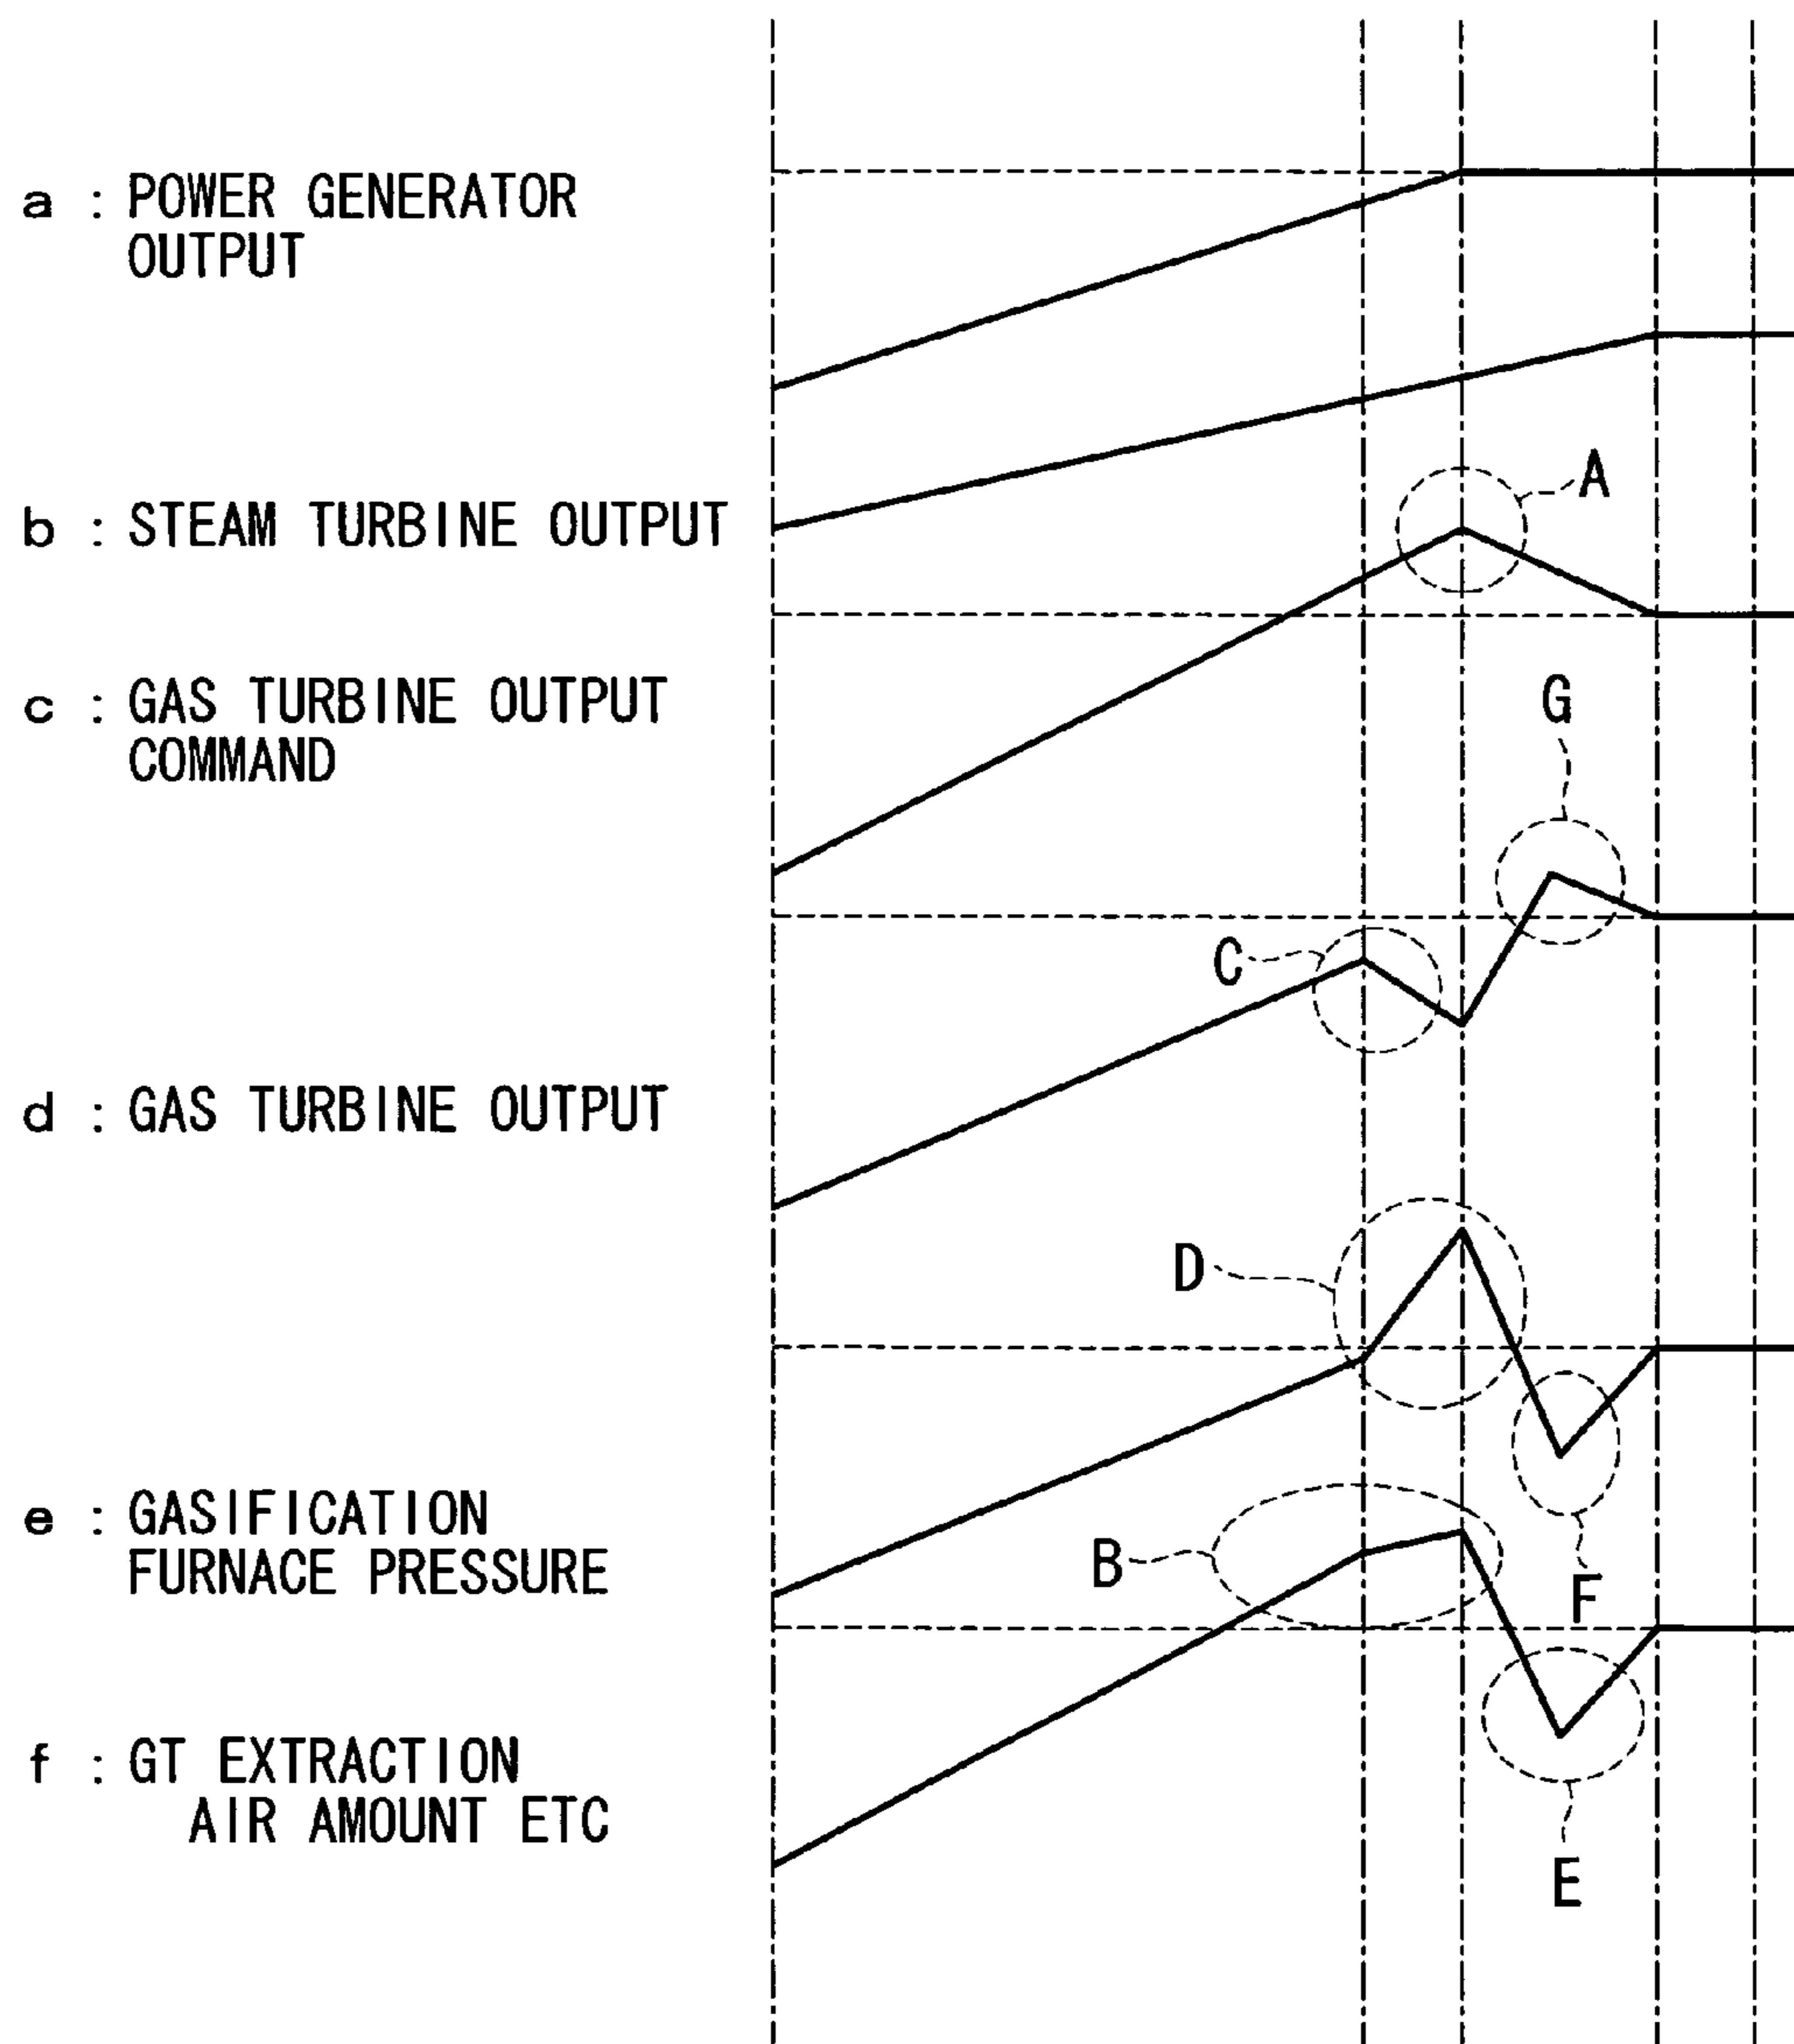 a : POWER GENERATOR
OUTPUT
b : STEAM TURBINE OUTPUT
A
c : GAS TURBINE OUTPUT
COMMAND
G
C
d : GAS TURBINE OUTPUT
D
e : GASIFICATION
FURNACE PRESSURE
B
F
f : GT EXTRACTION
AIR AMOUNT ETC
E